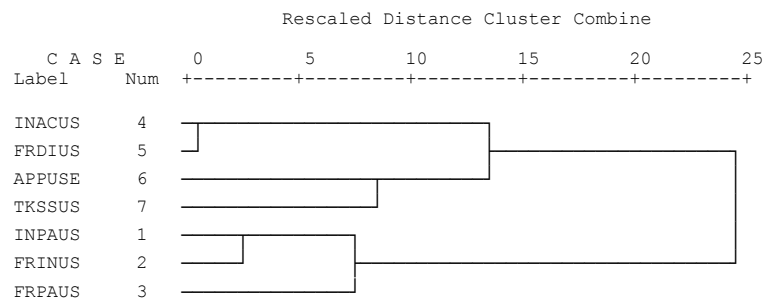 Rescaled Distance Cluster Combine
C A S E 0 5 10 15 20 25
Label Num +---------+---------+---------+---------+---------+
INACUS 4
FRDIUS 5
APPUSE 6
TKSSUS 7
INPAUS 1
FRINUS 2
FRPAUS 3